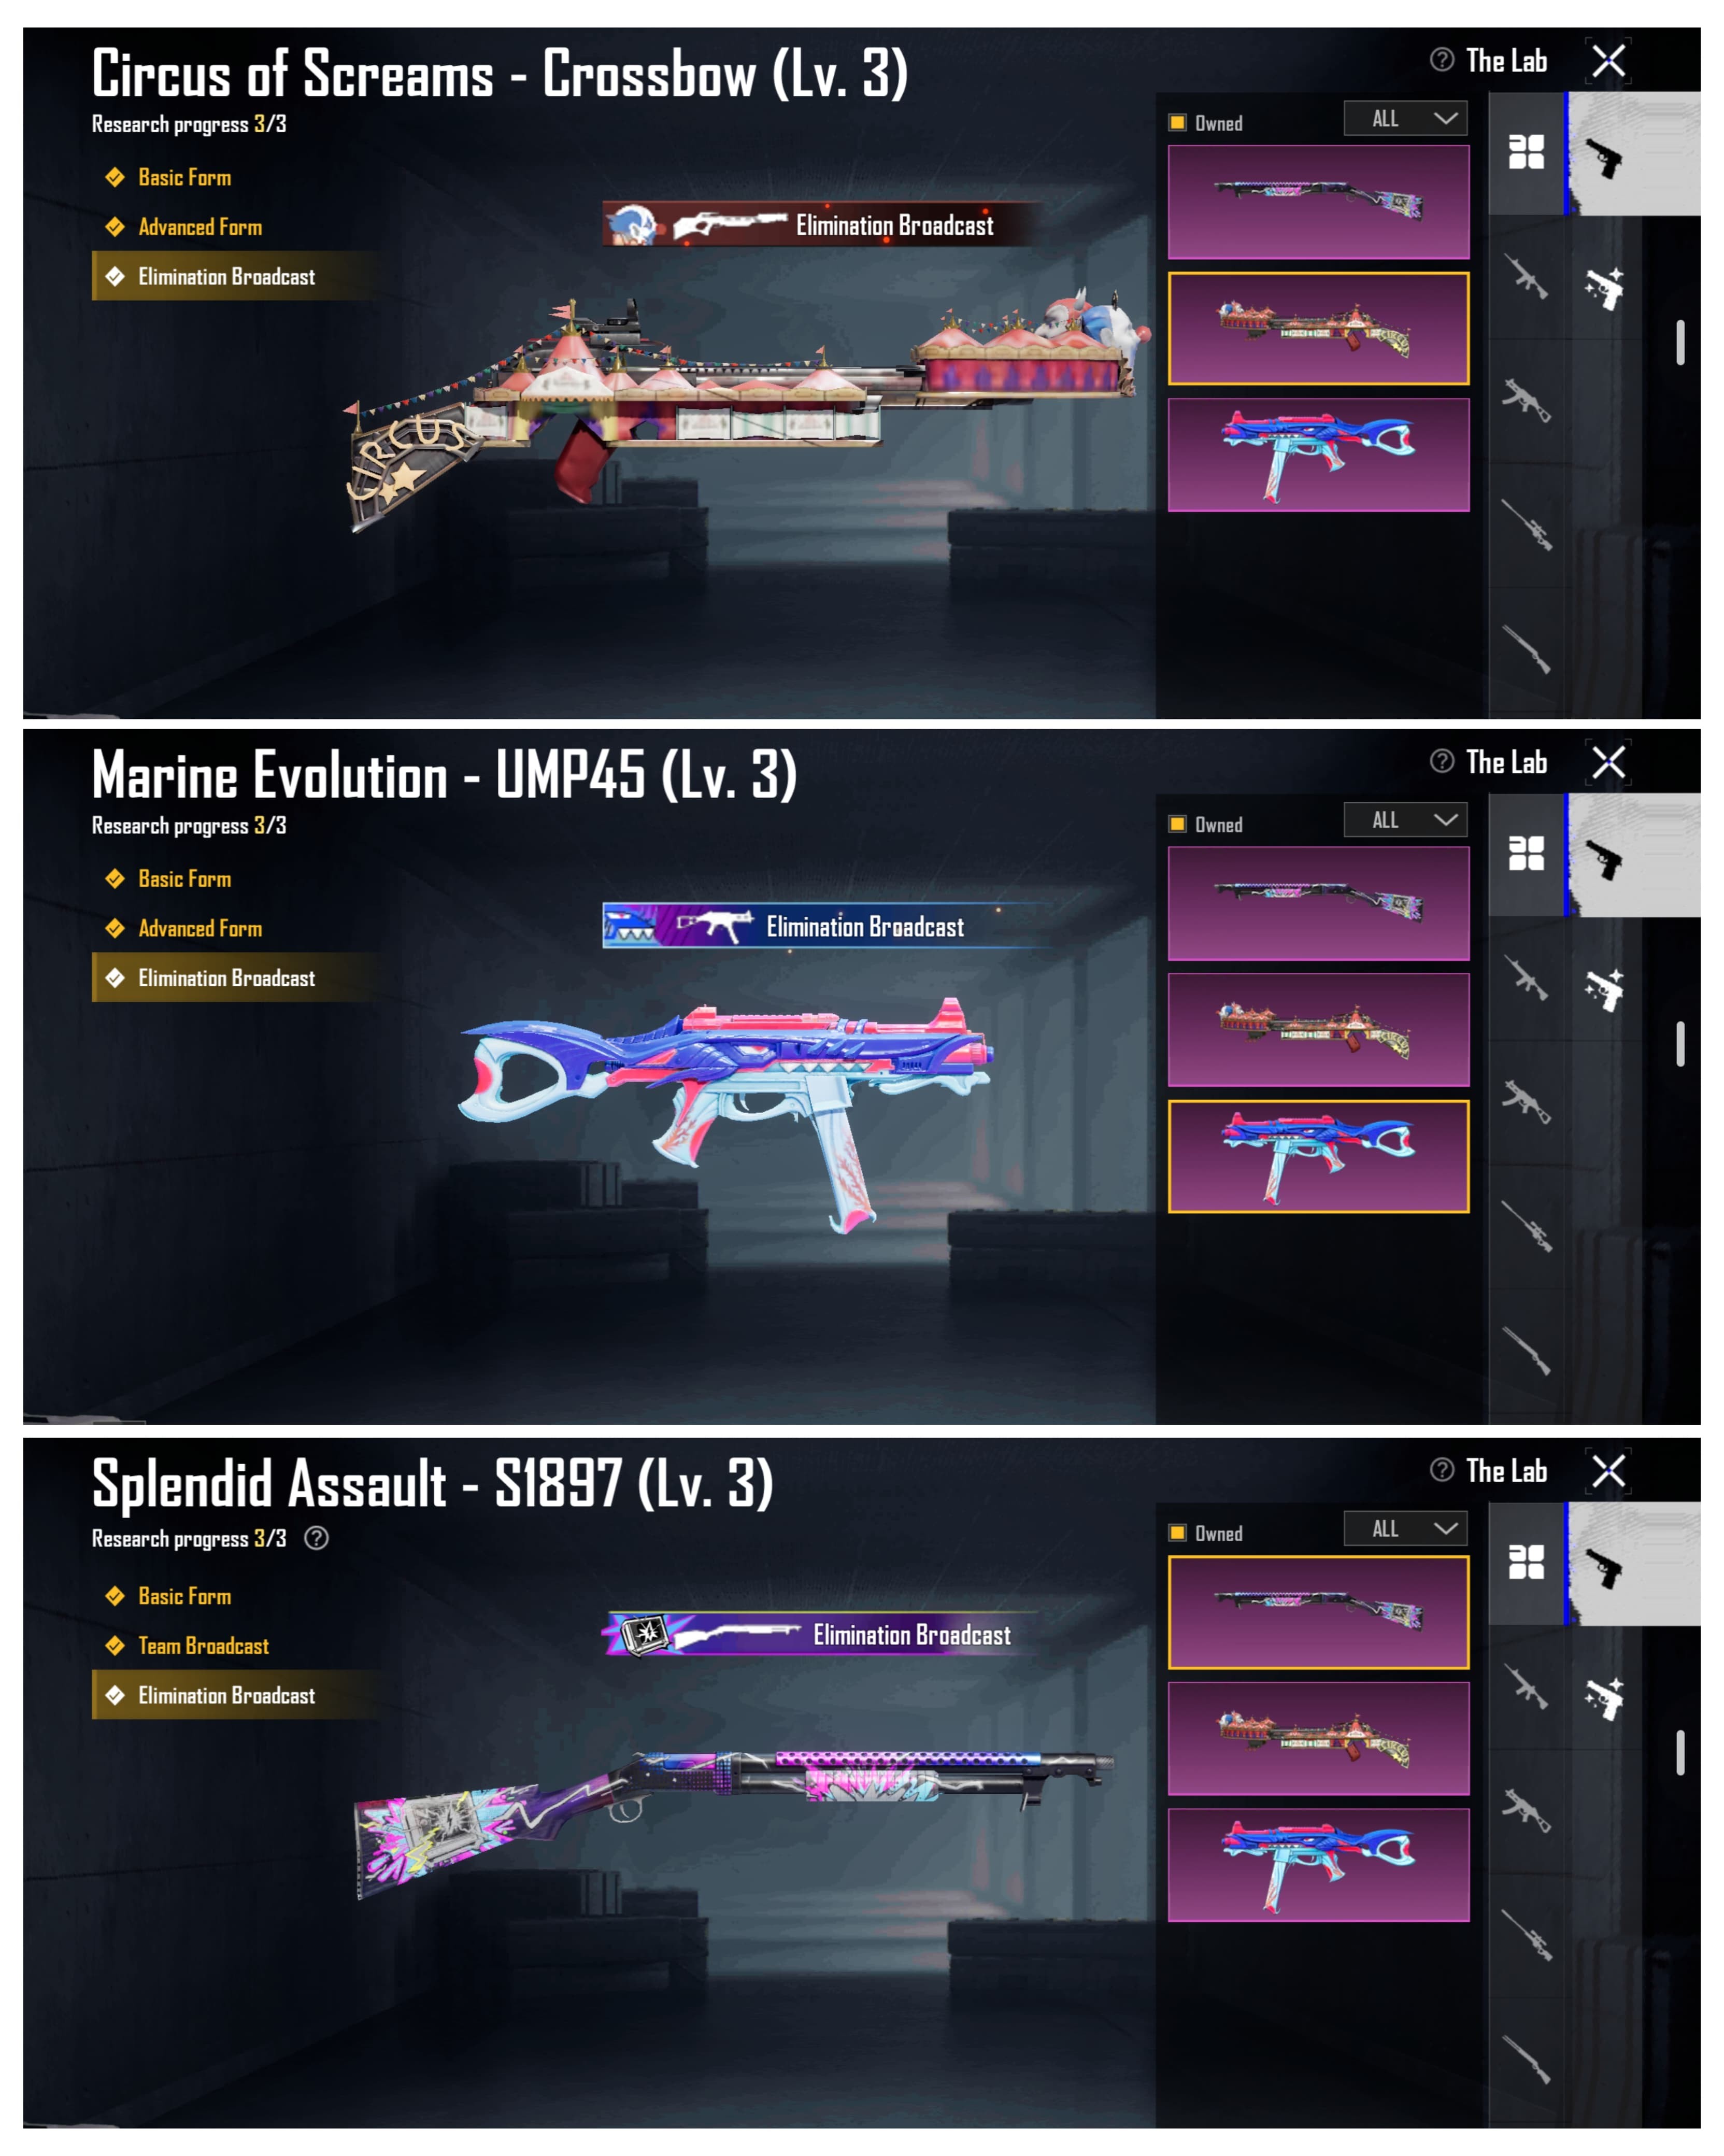 Circus of Screams - Crossbow (Lv. 3)
The Lab
Research progress 3/3
Owned
ALL
Basic Form
Advanced Form
Elimination Broadcast
Elimination Broadcast
CIRCUS
Marine Evolution - UMP45 (Lv. 3)
The Lab
Research progress 3/3
Owned
ALL
Basic Form
Advanced Form
Elimination Broadcast
Elimination Broadcast
Splendid Assault - S1897 (Lv. 3)
The Lab
Research progress 3/3
Owned
ALL
Basic Form
Team Broadcast
Elimination Broadcast
Elimination Broadcast